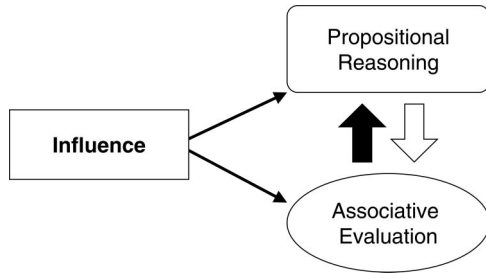 Propositional
Reasoning
Influence
Associative
Evaluation